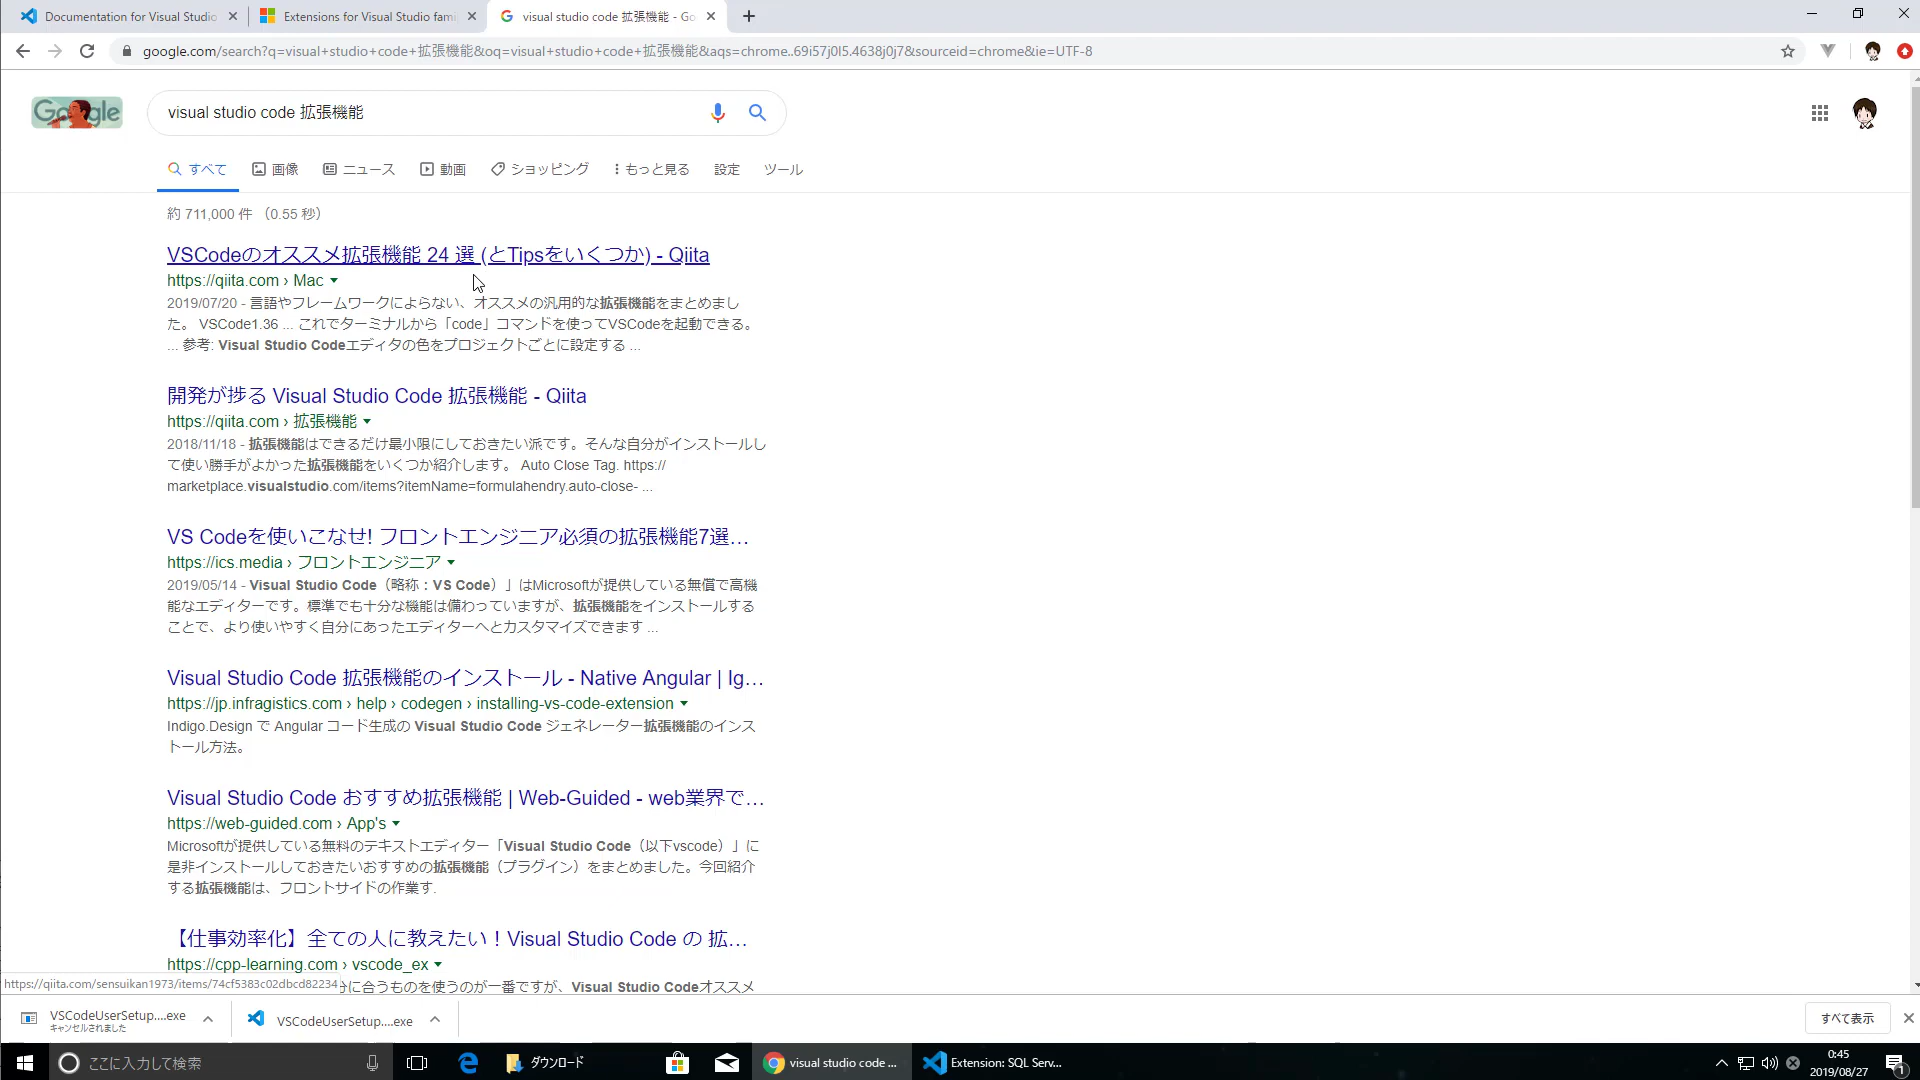 Documentation for Visual Studio
Extensions for Visual Studio fami
visual studio code 拡張機能 - Go
google.com/search?q=visual+studio+code+拡張機能&oq=visual+studio+code+拡張機能&aqs=chrome..69i57j0l5.4638j0j7&sourceid=chrome&ie=UTF-8
Google
visual studio code 拡張機能
すべて 画像 ニュース 動画 ショッピング もっと見る 設定 ツール
約 711,000 件 （0.55 秒）
VSCodeのオススメ拡張機能 24 選 (とTipsをいくつか) - Qiita
https://qiita.com › Mac
2019/07/20 - 言語やフレームワークによらない、オススメの汎用的な拡張機能をまとめまし
た。 VSCode1.36 ... これでターミナルから「code」コマンドを使ってVSCodeを起動できる。
... 参考: Visual Studio Codeエディタの色をプロジェクトごとに設定する ...
開発が捗る Visual Studio Code 拡張機能 - Qiita
https://qiita.com › 拡張機能
2018/11/18 - 拡張機能はできるだけ最小限にしておきたい派です。そんな自分がインストールし
て使い勝手がよかった拡張機能をいくつか紹介します。 Auto Close Tag. https://
marketplace.visualstudio.com/items?itemName=formulahendry.auto-close- ...
VS Codeを使いこなせ! フロントエンジニア必須の拡張機能7選…
https://ics.media › フロントエンジニア
2019/05/14 - Visual Studio Code（略称：VS Code）」はMicrosoftが提供している無償で高機
能なエディターです。標準でも十分な機能は備わっていますが、拡張機能をインストールする
ことで、より使いやすく自分にあったエディターへとカスタマイズできます ...
Visual Studio Code 拡張機能のインストール - Native Angular | Ig…
https://jp.infragistics.com › help › codegen › installing-vs-code-extension
Indigo.Design で Angular コード生成の Visual Studio Code ジェネレーター拡張機能のインス
トール方法。
Visual Studio Code おすすめ拡張機能 | Web-Guided - web業界で…
https://web-guided.com › App's
Microsoftが提供している無料のテキストエディター「Visual Studio Code（以下vscode）」に
是非インストールしておきたいおすすめの拡張機能（プラグイン）をまとめました。今回紹介
する拡張機能は、フロントサイドの作業す.
【仕事効率化】全ての人に教えたい！Visual Studio Code の 拡…
https://cpp-learning.com › vscode_ex
https://qiita.com/sensuikan1973/items/74cf5383c02dbcd82234
分に合うものを使うのが一番ですが、Visual Studio Codeオススメ
VSCodeUserSetup....exe
キャンセルされました
VSCodeUserSetup....exe
すべて表示
ここに入力して検索
ダウンロード
visual studio code ...
Extension: SQL Serv...
0:45
2019/08/27
1